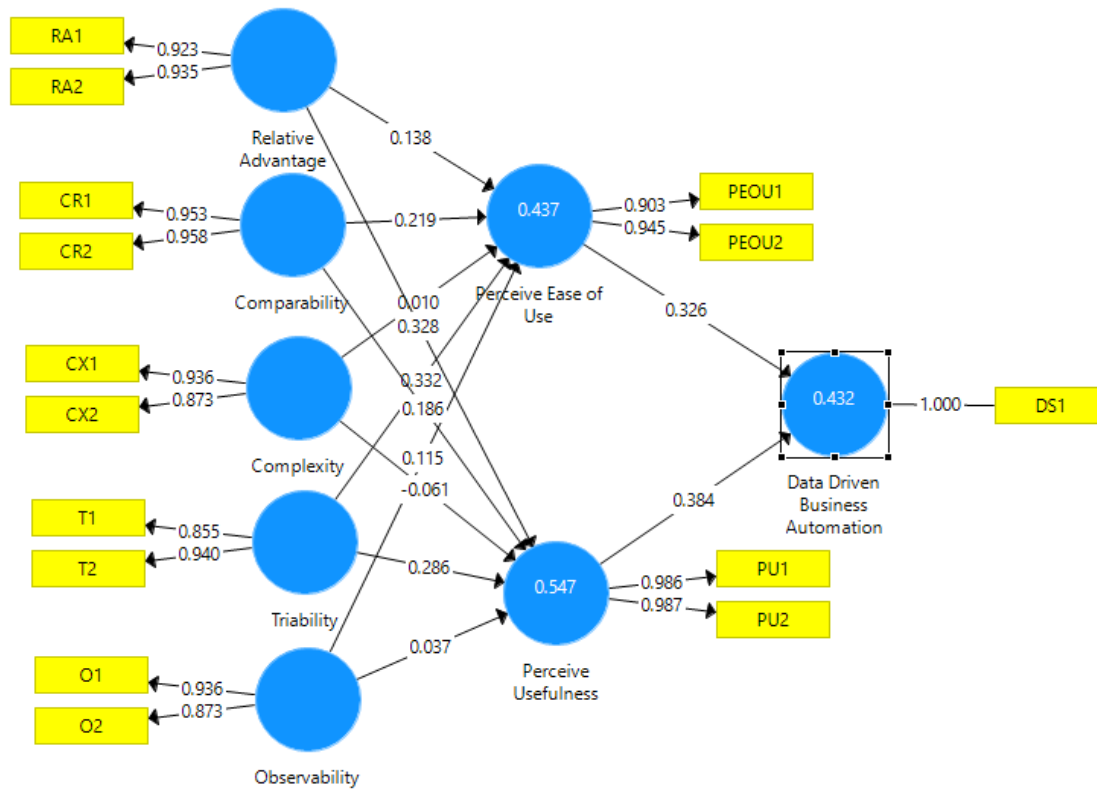 RA1
0.923
0.935
RA2
Relative
Advantage
0.138
CR1
0.953
0.958
CR2
Comparability
0.219
0.437
Perceive Ease of
Use
0.903
0.945
PEOU1
PEOU2
0.010
0.328
0.326
CX1
0.936
0.873
CX2
Complexity
0.332
0.186
0.115
-0.061
0.432
1.000
DS1
Data Driven
Business
Automation
0.384
T1
0.855
0.940
T2
Triability
0.286
0.547
Perceive
Usefulness
0.986
0.987
PU1
PU2
0.037
O1
0.936
0.873
O2
Observability